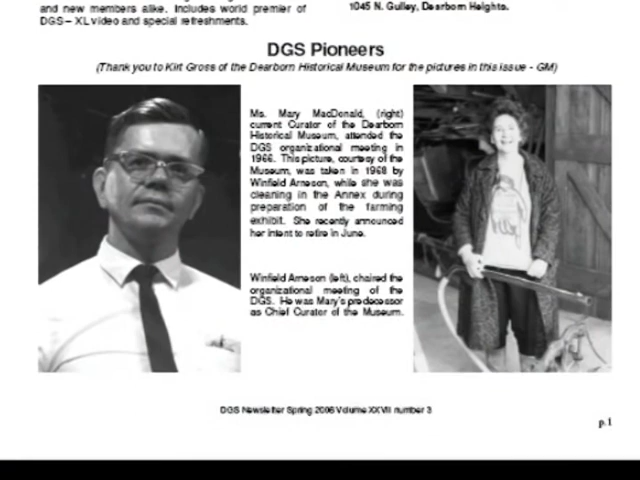 and new members alike. Includes world premier of
DGS – XL video and special refreshments.
1045 N. Gulley, Dearborn Heights.
DGS Pioneers
(Thank you to Kirt Gross of the Dearborn Historical Museum for the pictures in this issue - GM)
Ms. Mary MacDonald, (right)
current Curator of the Dearborn
Historical Museum, attended the
DGS organizational meeting in
1966. This picture, courtesy of the
Museum, was taken in 1968 by
Winfield Arneson, while she was
cleaning in the Annex during
preparation of the farming
exhibit. She recently announced
her intent to retire in June.
Winfield Arneson (left), chaired the
organizational meeting of the
DGS. He was Mary's predecessor
as Chief Curator of the Museum.
DGS Newsletter Spring 2006 Volume XXVII number 3
p.1